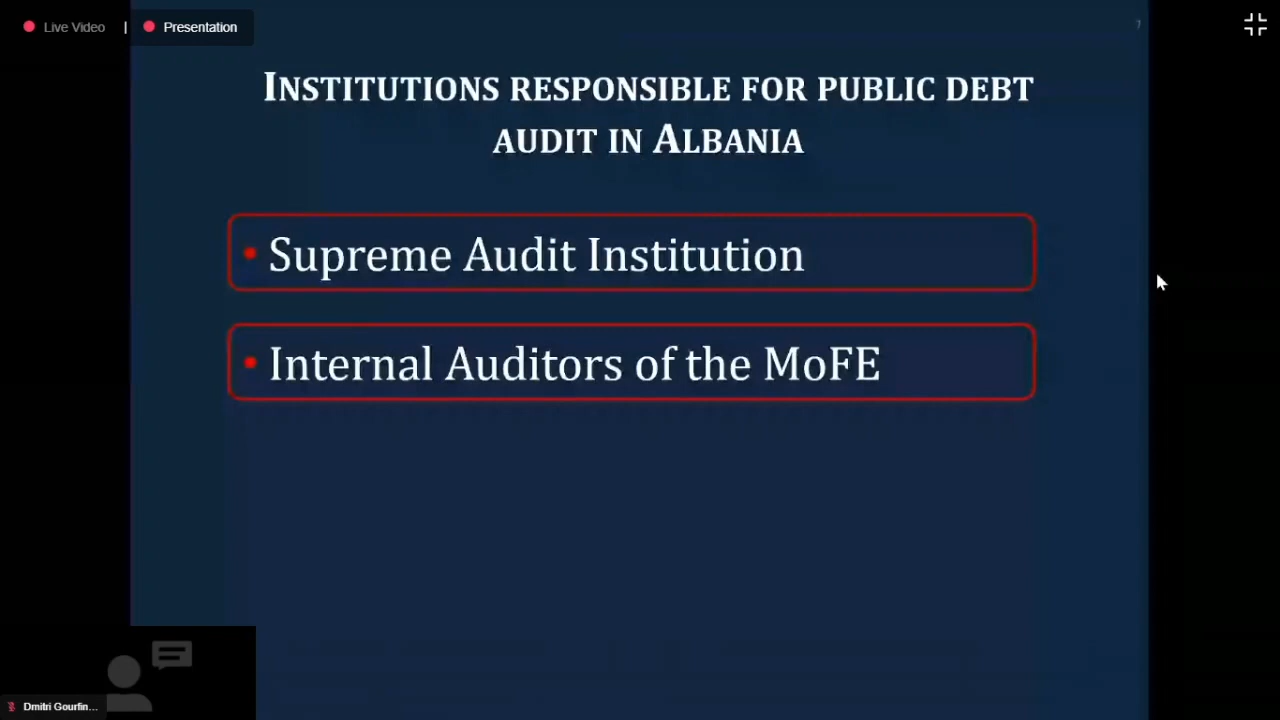 Live Video | Presentation
INSTITUTIONS RESPONSIBLE FOR PUBLIC DEBT
AUDIT IN ALBANIA
• Supreme Audit Institution
• Internal Auditors of the MoFE
Dmitri Gourfin...